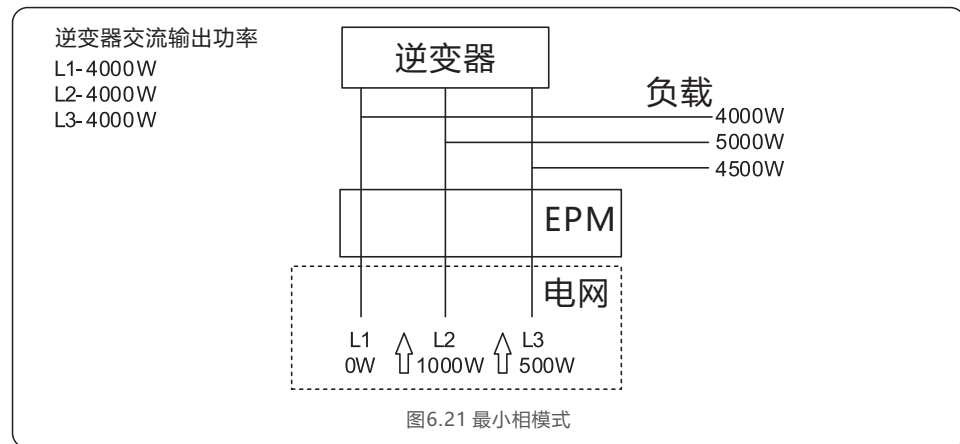 逆变器交流输出功率
L1-4000W
L2-4000W
L3-4000W
逆变器
负载
4000W
5000W
4500W
EPM
电网
L1 L2 L3
0W 1000W 500W
图6.21 最小相模式